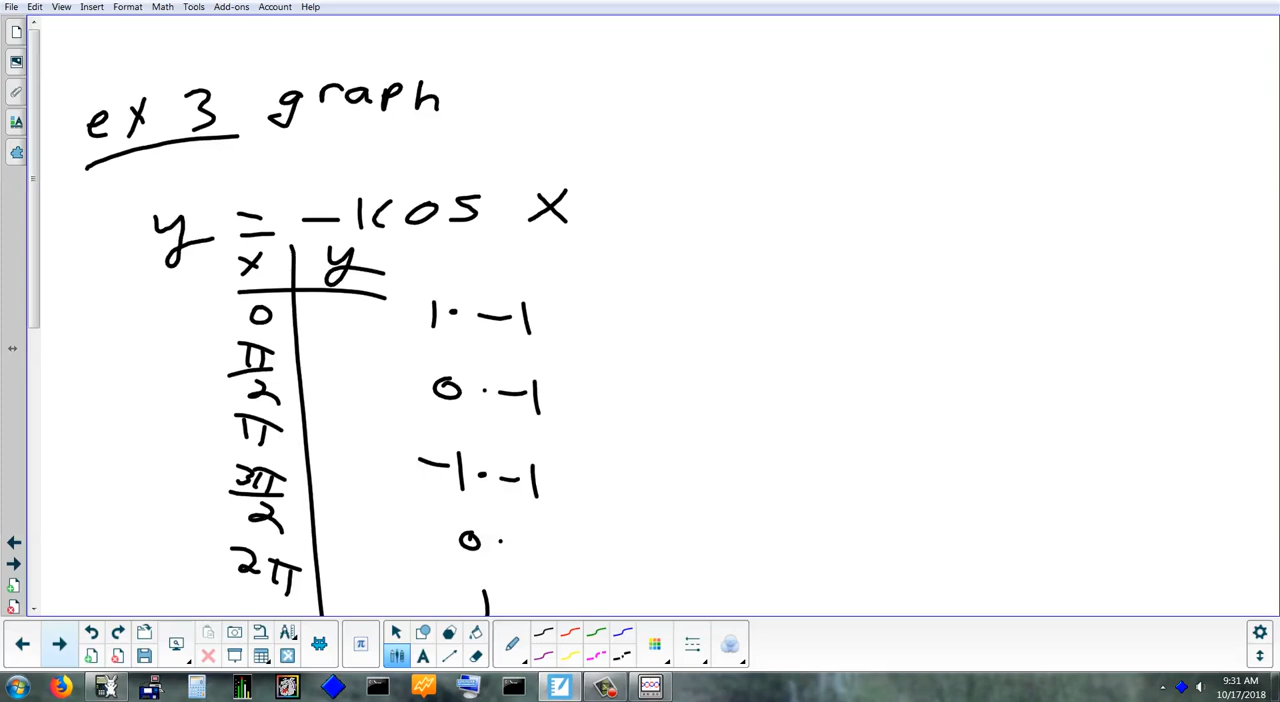 File Edit View Insert Format Math Tools Add-ons Account Help
ex 3 graph
y = -1cos x
x y
0 1 · -1
π/2 0 · -1
π -1 · -1
3π/2 0 ·
2π 1
9:31 AM
10/17/2018